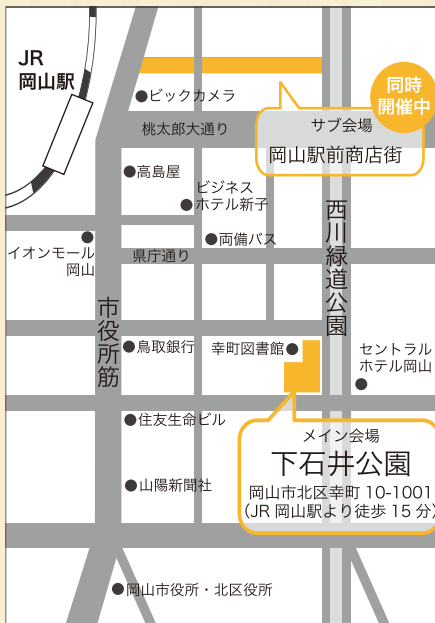 JR
岡山駅
ビックカメラ
同時
開催中
桃太郎大通り
サブ会場
岡山駅前商店街
高島屋
ビジネス
ホテル新子
両備バス
イオンモール
岡山
県庁通り
西川緑道公園
市役所筋
鳥取銀行
幸町図書館
セントラル
ホテル岡山
住友生命ビル
メイン会場
下石井公園
岡山市北区幸町 10-1001
(JR 岡山駅より徒歩 15 分)
山陽新聞社
岡山市役所・北区役所